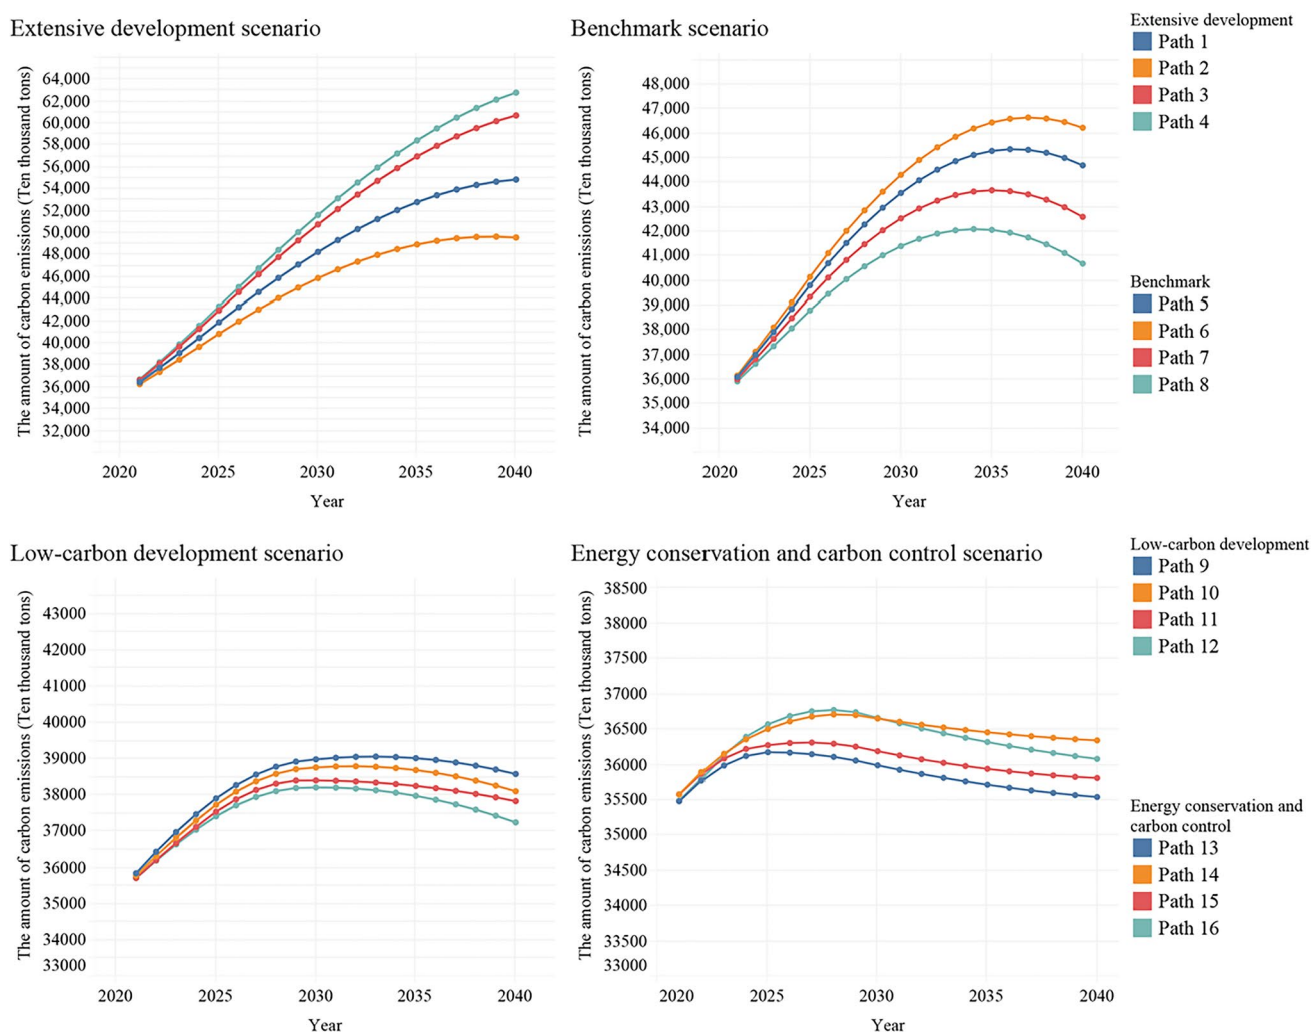 Extensive development scenario
The amount of carbon emissions (Ten thousand tons)
64,000
62,000
60,000
58,000
56,000
54,000
52,000
50,000
48,000
46,000
44,000
42,000
40,000
38,000
36,000
34,000
32,000
2020 2025 2030 2035 2040
Year
Benchmark scenario
The amount of carbon emissions (Ten thousand tons)
48,000
47,000
46,000
45,000
44,000
43,000
42,000
41,000
40,000
39,000
38,000
37,000
36,000
35,000
34,000
2020 2025 2030 2035 2040
Year
Extensive development
Path 1
Path 2
Path 3
Path 4
Benchmark
Path 5
Path 6
Path 7
Path 8
Low-carbon development scenario
The amount of carbon emissions (Ten thousand tons)
43000
42000
41000
40000
39000
38000
37000
36000
35000
34000
33000
2020 2025 2030 2035 2040
Year
Energy conservation and carbon control scenario
The amount of carbon emissions (Ten thousand tons)
38500
38000
37500
37000
36500
36000
35500
35000
34500
34000
33500
33000
2020 2025 2030 2035 2040
Year
Low-carbon development
Path 9
Path 10
Path 11
Path 12
Energy conservation and
carbon control
Path 13
Path 14
Path 15
Path 16